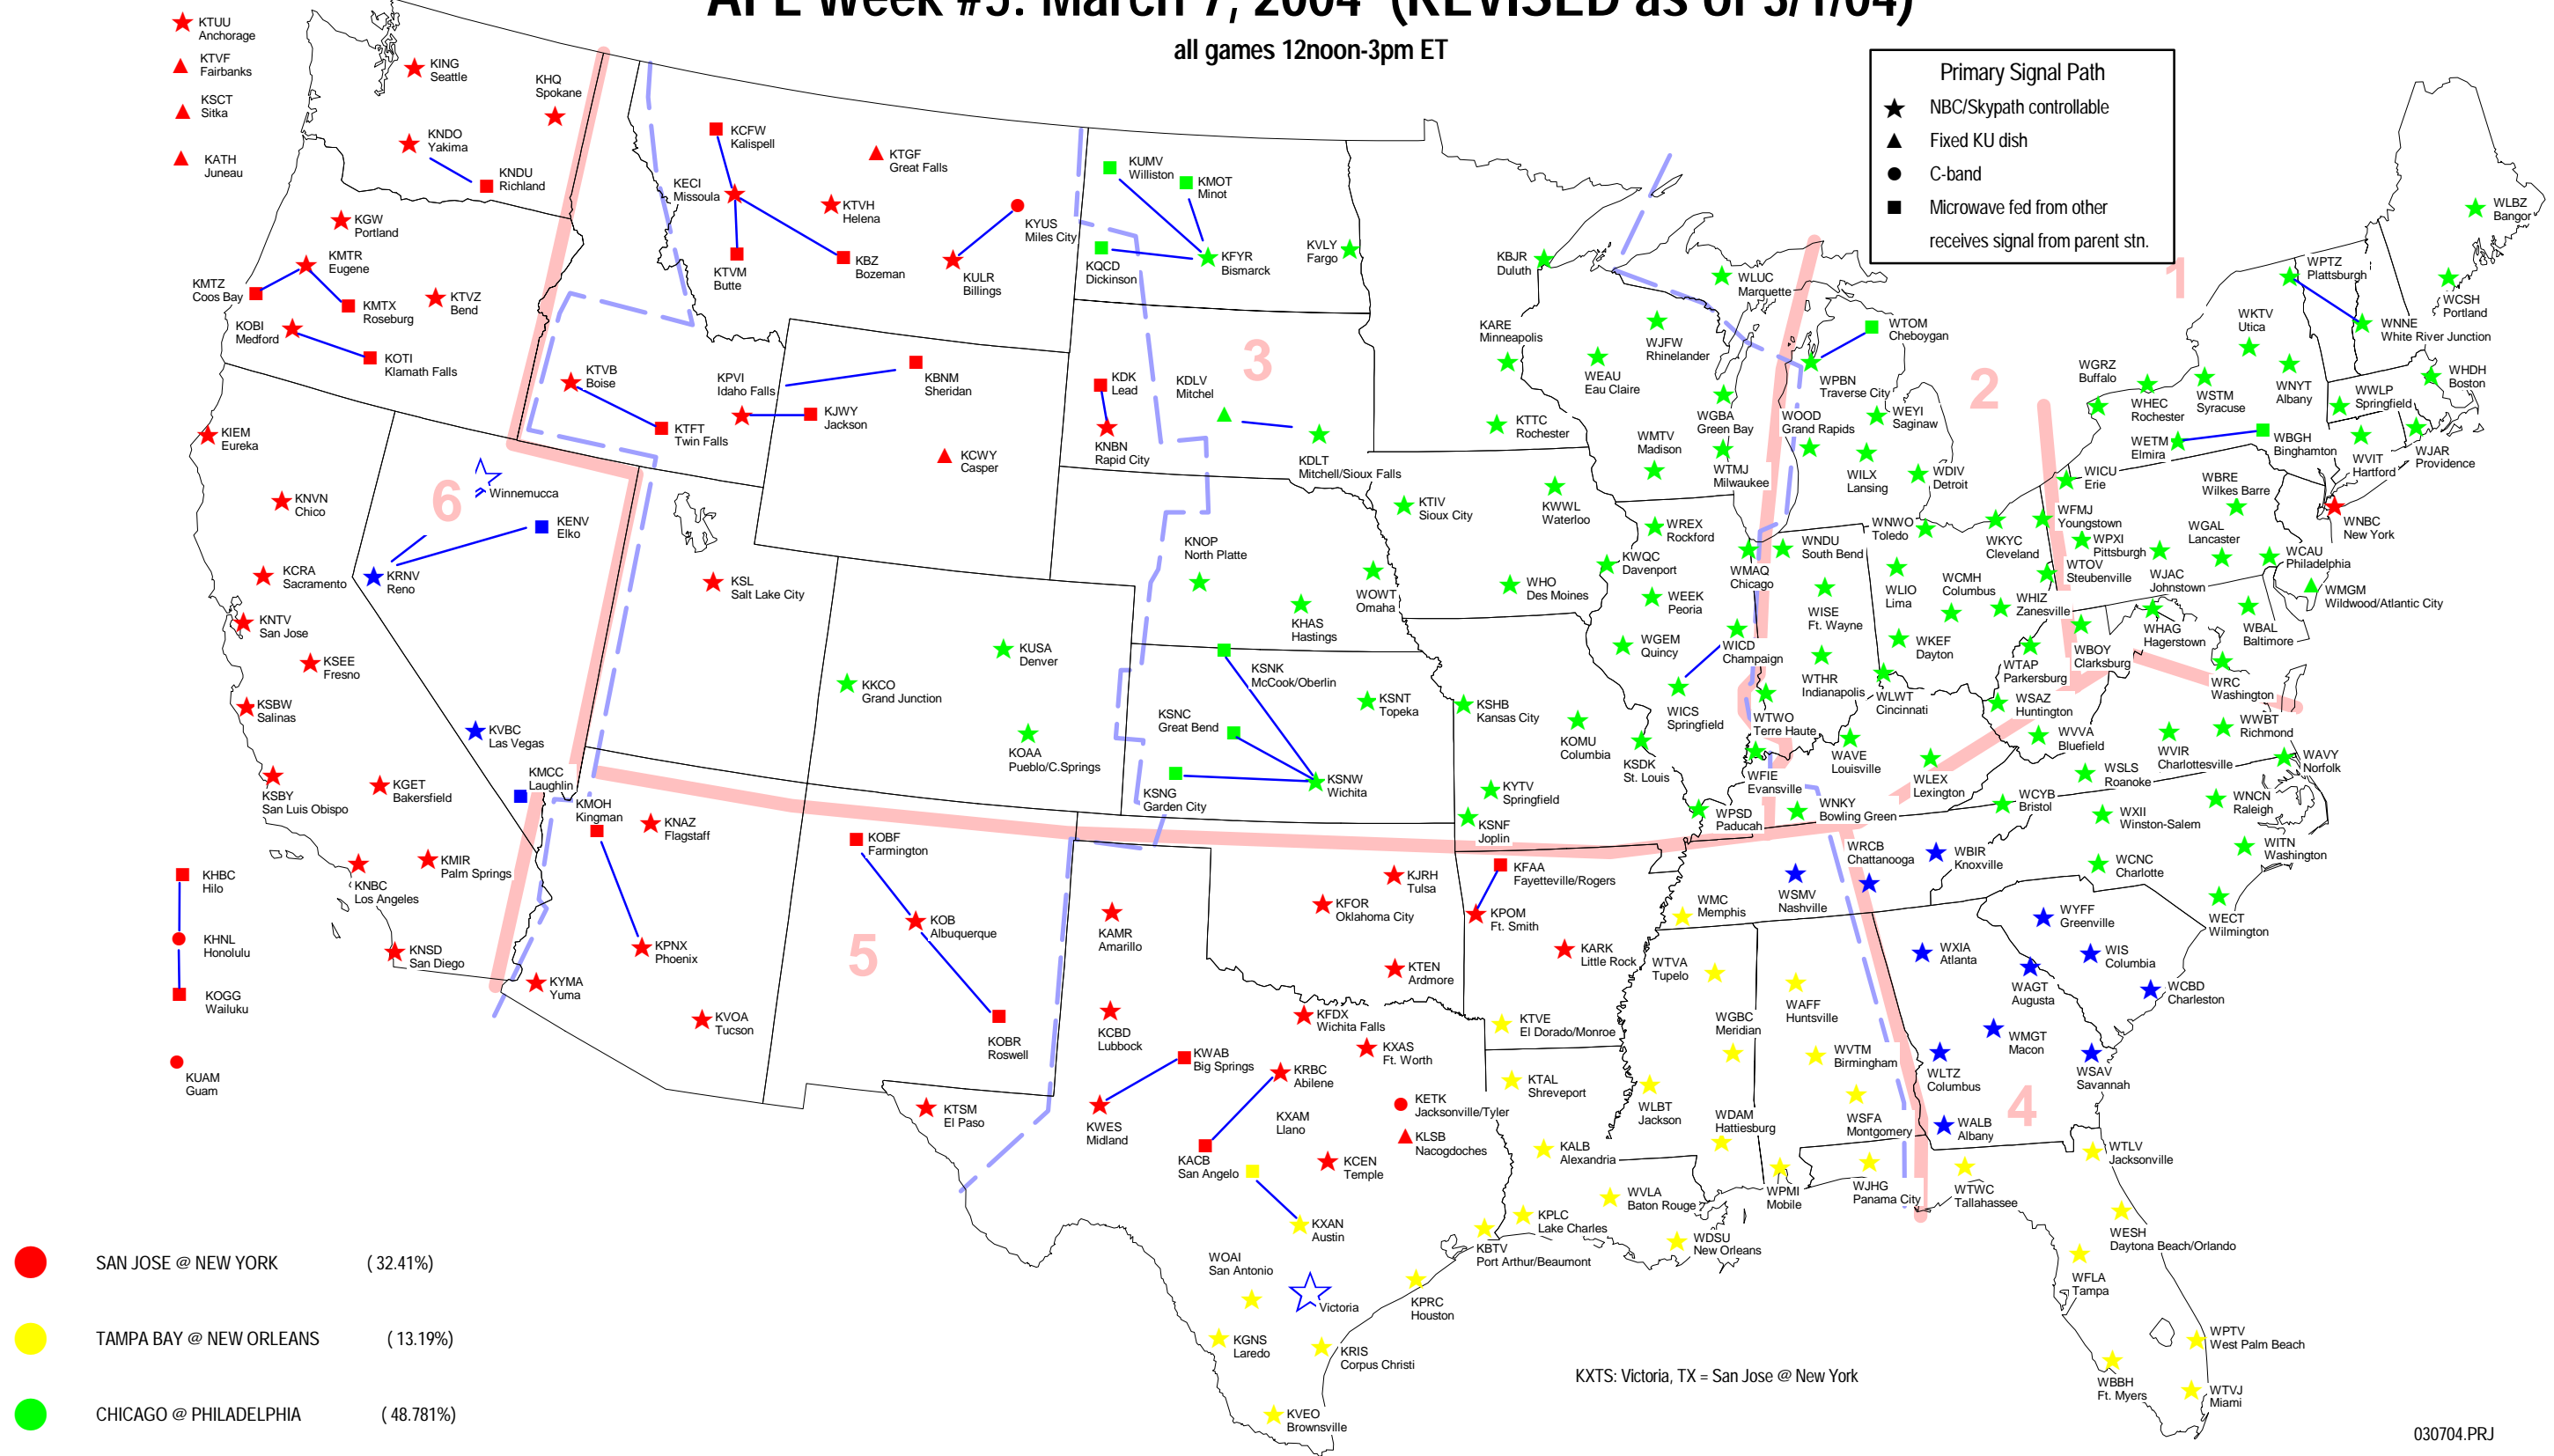 AFL Week #5: March 7, 2004 (REVISED as of 3/1/04)
all games 12noon-3pm ET
Primary Signal Path
NBC/Skypath controllable
Fixed KU dish
C-band
Microwave fed from other
receives signal from parent stn.
KTUU
Anchorage
KTVF
Fairbanks
KSCT
Sitka
KATH
Juneau
KING
Seattle
KHQ
Spokane
KNDO
Yakima
KNDU
Richland
KGW
Portland
KMTR
Eugene
KMTZ
Coos Bay
KMTX
Roseburg
KTVZ
Bend
KOBI
Medford
KOTI
Klamath Falls
KCFW
Kalispell
KTGF
Great Falls
KECI
Missoula
KTVH
Helena
KYUS
Miles City
KTVM
Butte
KBZ
Bozeman
KULR
Billings
KTVB
Boise
KTFT
Twin Falls
KPVI
Idaho Falls
KBNM
Sheridan
KJWY
Jackson
KCWY
Casper
KUMV
Williston
KMOT
Minot
KQCD
Dickinson
KFYR
Bismarck
KVLY
Fargo
KDK
Lead
KNBN
Rapid City
KDLV
Mitchel
KDLT
Mitchell/Sioux Falls
3
KBJR
Duluth
KARE
Minneapolis
KTTC
Rochester
WLUC
Marquette
WJFW
Rhinelander
WEAU
Eau Claire
WGBA
Green Bay
WMTV
Madison
WTMJ
Milwaukee
WTOM
Cheboygan
WPBN
Traverse City
WOOD
Grand Rapids
WEYI
Saginaw
WILX
Lansing
WDIV
Detroit
2
1
WLBZ
Bangor
WPTZ
Plattsburgh
WCSH
Portland
WKTV
Utica
WNNE
White River Junction
WGRZ
Buffalo
WHEC
Rochester
WSTM
Syracuse
WNYT
Albany
WWLP
Springfield
WHDH
Boston
WETM
Elmira
WBGH
Binghamton
WVIT
Hartford
WJAR
Providence
WICU
Erie
WBRE
Wilkes Barre
WNBC
New York
WFMJ
Youngstown
WPXI
Pittsburgh
WGAL
Lancaster
WCAU
Philadelphia
WTOV
Steubenville
WJAC
Johnstown
WMGM
Wildwood/Atlantic City
WHAG
Hagerstown
WBAL
Baltimore
WBOY
Clarksburg
WRC
Washington
KIEM
Eureka
KNVN
Chico
KCRA
Sacramento
KNTV
San Jose
KSEE
Fresno
KSBW
Salinas
KSBY
San Luis Obispo
KGET
Bakersfield
KNBC
Los Angeles
KMIR
Palm Springs
KNSD
San Diego
6
Winnemucca
KENV
Elko
KRNV
Reno
KVBC
Las Vegas
KMCC
Laughlin
KMOH
Kingman
KNAZ
Flagstaff
KPNX
Phoenix
KYMA
Yuma
KVOA
Tucson
KSL
Salt Lake City
KKCO
Grand Junction
KUSA
Denver
KOAA
Pueblo/C.Springs
KNOP
North Platte
KHAS
Hastings
WOWT
Omaha
KSNK
McCook/Oberlin
KSNC
Great Bend
KSNG
Garden City
KSNT
Topeka
KSNW
Wichita
KTIV
Sioux City
KWWL
Waterloo
WHO
Des Moines
KWQC
Davenport
WREX
Rockford
WEEK
Peoria
WMAQ
Chicago
WGEM
Quincy
WICD
Champaign
WICS
Springfield
KSHB
Kansas City
KOMU
Columbia
KSDK
St. Louis
KYTV
Springfield
KSNF
Joplin
WNDU
South Bend
WISE
Ft. Wayne
WTHR
Indianapolis
WTWO
Terre Haute
WFIE
Evansville
WNWO
Toledo
WKYC
Cleveland
WLIO
Lima
WCMH
Columbus
WHIZ
Zanesville
WKEF
Dayton
WLWT
Cincinnati
WTAP
Parkersburg
WSAZ
Huntington
WVVA
Bluefield
WAVE
Louisville
WLEX
Lexington
WPSD
Paducah
WNKY
Bowling Green
WVIR
Charlottesville
WWBT
Richmond
WSLS
Roanoke
WAVY
Norfolk
WCYB
Bristol
WXII
Winston-Salem
WNCN
Raleigh
WITN
Washington
WCNC
Charlotte
WECT
Wilmington
KHBC
Hilo
KHNL
Honolulu
KOGG
Wailuku
KUAM
Guam
KOBF
Farmington
KOB
Albuquerque
KOBR
Roswell
5
KTSM
El Paso
KAMR
Amarillo
KCBD
Lubbock
KWAB
Big Springs
KWES
Midland
KRBC
Abilene
KACB
San Angelo
KXAM
Llano
KXAN
Austin
KCEN
Temple
KFDX
Wichita Falls
KXAS
Ft. Worth
KETK
Jacksonville/Tyler
KLSB
Nacogdoches
WOAI
San Antonio
Victoria
KGNS
Laredo
KRIS
Corpus Christi
KVEO
Brownsville
KPRC
Houston
KBTV
Port Arthur/Beaumont
KJRH
Tulsa
KFOR
Oklahoma City
KTEN
Ardmore
KFAA
Fayetteville/Rogers
KPOM
Ft. Smith
KARK
Little Rock
KTVE
El Dorado/Monroe
KTAL
Shreveport
KALB
Alexandria
KPLC
Lake Charles
WVLA
Baton Rouge
WDSU
New Orleans
WMC
Memphis
WSMV
Nashville
WRCB
Chattanooga
WBIR
Knoxville
WTVA
Tupelo
WGBC
Meridian
WLBT
Jackson
WDAM
Hattiesburg
WAFF
Huntsville
WVTM
Birmingham
WSFA
Montgomery
WPMI
Mobile
WJHG
Panama City
WYFF
Greenville
WXIA
Atlanta
WIS
Columbia
WAGT
Augusta
WCBD
Charleston
WMGT
Macon
WLTZ
Columbus
WSAV
Savannah
WALB
Albany
4
WTLV
Jacksonville
WTWC
Tallahassee
WESH
Daytona Beach/Orlando
WFLA
Tampa
WPTV
West Palm Beach
WBBH
Ft. Myers
WTVJ
Miami
SAN JOSE @ NEW YORK ( 32.41%)
TAMPA BAY @ NEW ORLEANS ( 13.19%)
CHICAGO @ PHILADELPHIA ( 48.781%)
KXTS: Victoria, TX = San Jose @ New York
030704.PRJ